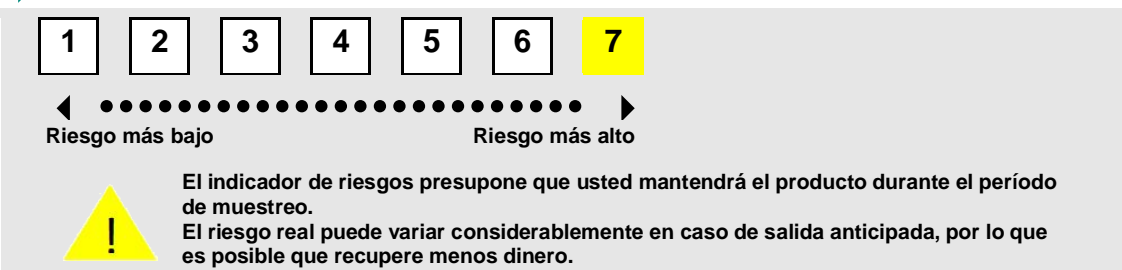 1 2 3 4 5 6 7
Riesgo más bajo Riesgo más alto
El indicador de riesgos presupone que usted mantendrá el producto durante el período
de muestreo.
El riesgo real puede variar considerablemente en caso de salida anticipada, por lo que
es posible que recupere menos dinero.
!